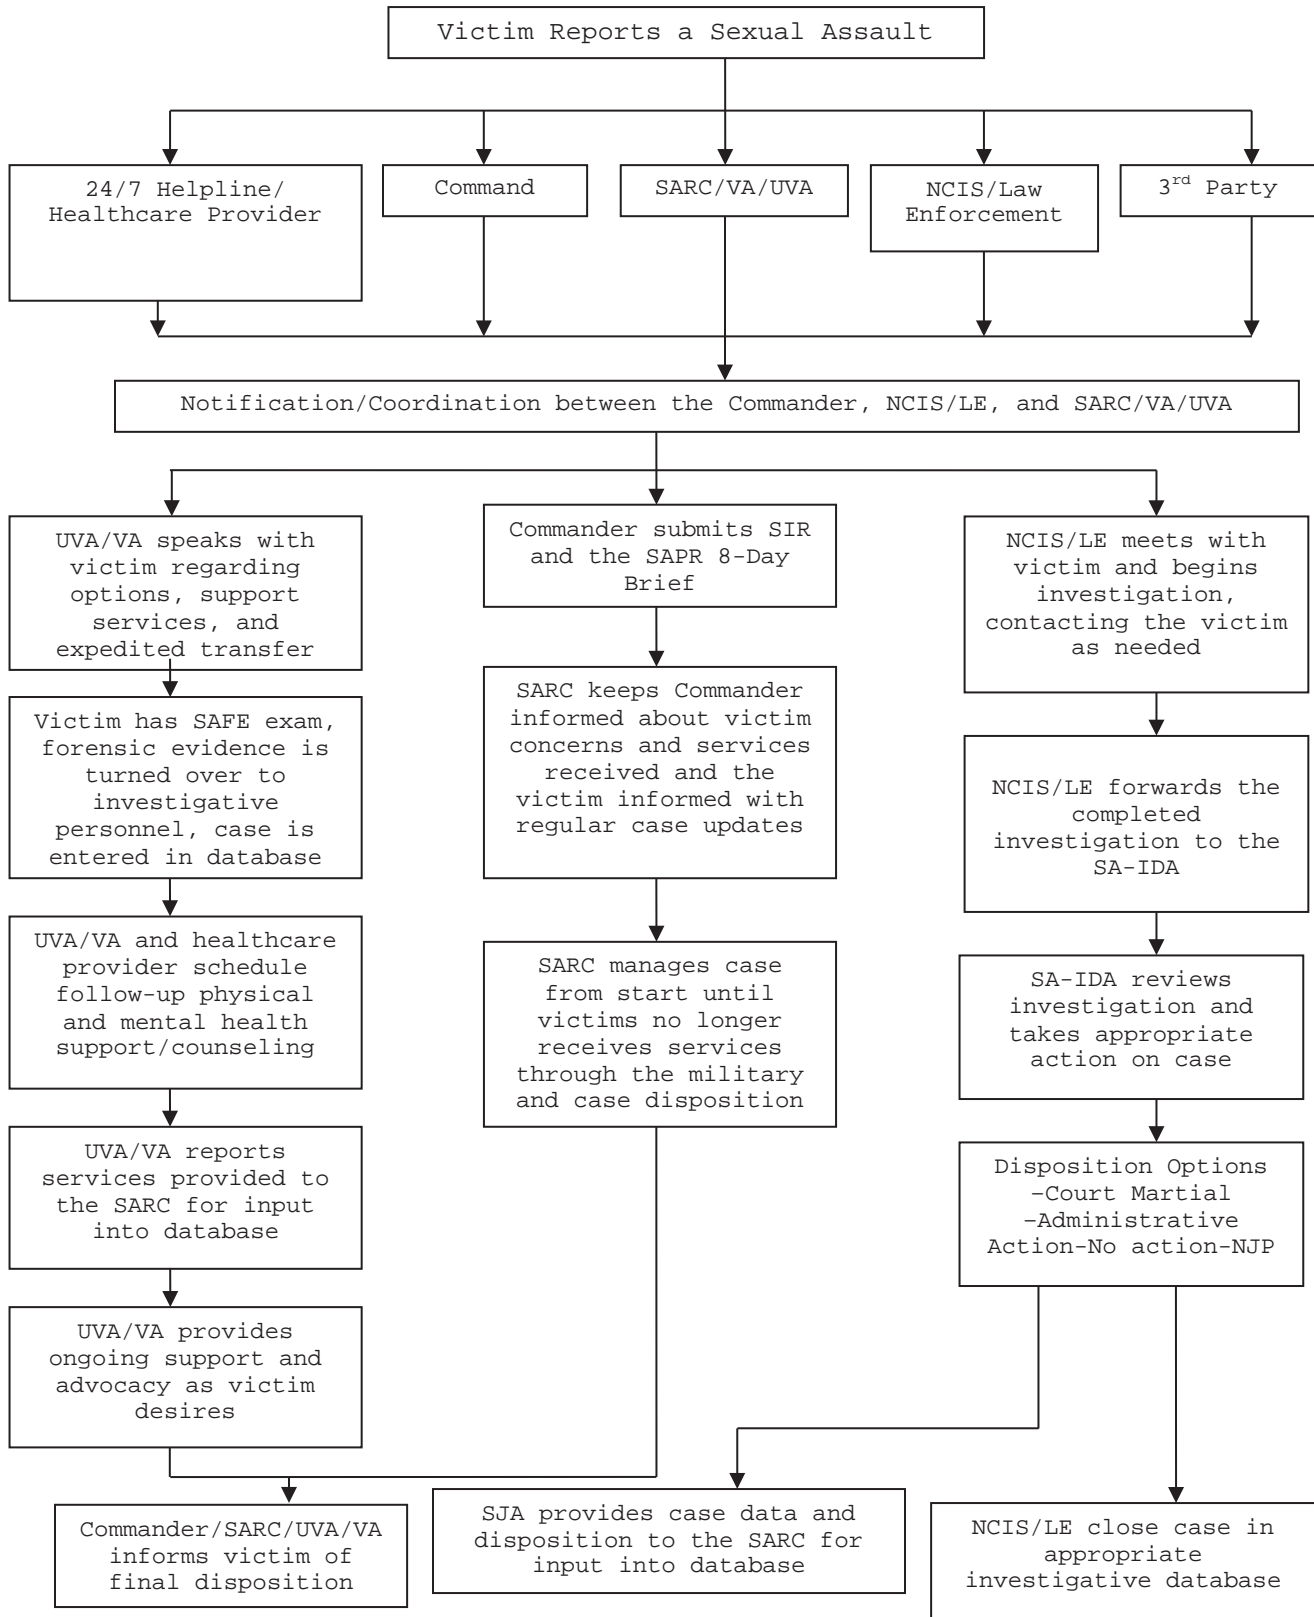 Victim Reports a Sexual Assault
24/7 Helpline/
Healthcare Provider
Command
SARC/VA/UVA
NCIS/Law
Enforcement
3rd Party
Notification/Coordination between the Commander, NCIS/LE, and SARC/VA/UVA
UVA/VA speaks with
victim regarding
options, support
services, and
expedited transfer
Commander submits SIR
and the SAPR 8-Day
Brief
NCIS/LE meets with
victim and begins
investigation,
contacting the victim
as needed
Victim has SAFE exam,
forensic evidence is
turned over to
investigative
personnel, case is
entered in database
SARC keeps Commander
informed about victim
concerns and services
received and the
victim informed with
regular case updates
NCIS/LE forwards the
completed
investigation to the
SA-IDA
UVA/VA and healthcare
provider schedule
follow-up physical
and mental health
support/counseling
SARC manages case
from start until
victims no longer
receives services
through the military
and case disposition
SA-IDA reviews
investigation and
takes appropriate
action on case
UVA/VA reports
services provided to
the SARC for input
into database
Disposition Options
-Court Martial
-Administrative
Action-No action-NJP
UVA/VA provides
ongoing support and
advocacy as victim
desires
Commander/SARC/UVA/VA
informs victim of
final disposition
SJA provides case data
and disposition to the
SARC for
input into database
NCIS/LE close case in
appropriate
investigative database